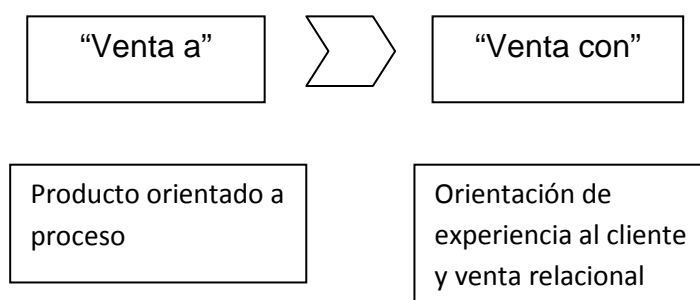 “Venta a”
“Venta con”
Producto orientado a
proceso
Orientación de
experiencia al cliente
y venta relacional